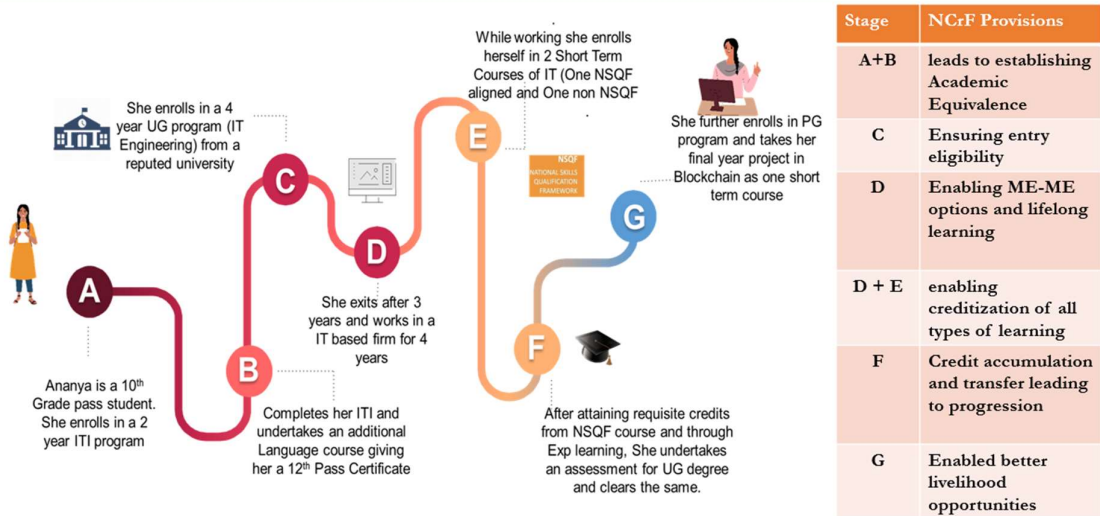 A
Ananya is a 10th
Grade pass student.
She enrolls in a 2
year ITI program
B
Completes her ITI and
undertakes an additional
Language course giving
her a 12th Pass Certificate
C
She enrolls in a 4
year UG program (IT
Engineering) from a
reputed university
D
She exits after 3
years and works in a
IT based firm for 4
years
E
While working she enrolls
herself in 2 Short Term
Courses of IT (One NSQF
aligned and One non NSQF
NSQF
NATIONAL SKILLS
QUALIFICATION
FRAMEWORK
F
After attaining requisite credits
from NSQF course and through
Exp learning, She undertakes
an assessment for UG degree
and clears the same.
G
She further enrolls in PG
program and takes her
final year project in
Blockchain as one short
term course
Stage NCrF Provisions
A+B leads to establishing
Academic
Equivalence
C Ensuring entry
eligibility
D Enabling ME-ME
options and lifelong
learning
D + E enabling
creditization of all
types of learning
F Credit accumulation
and transfer leading
to progression
G Enabled better
livelihood
opportunities